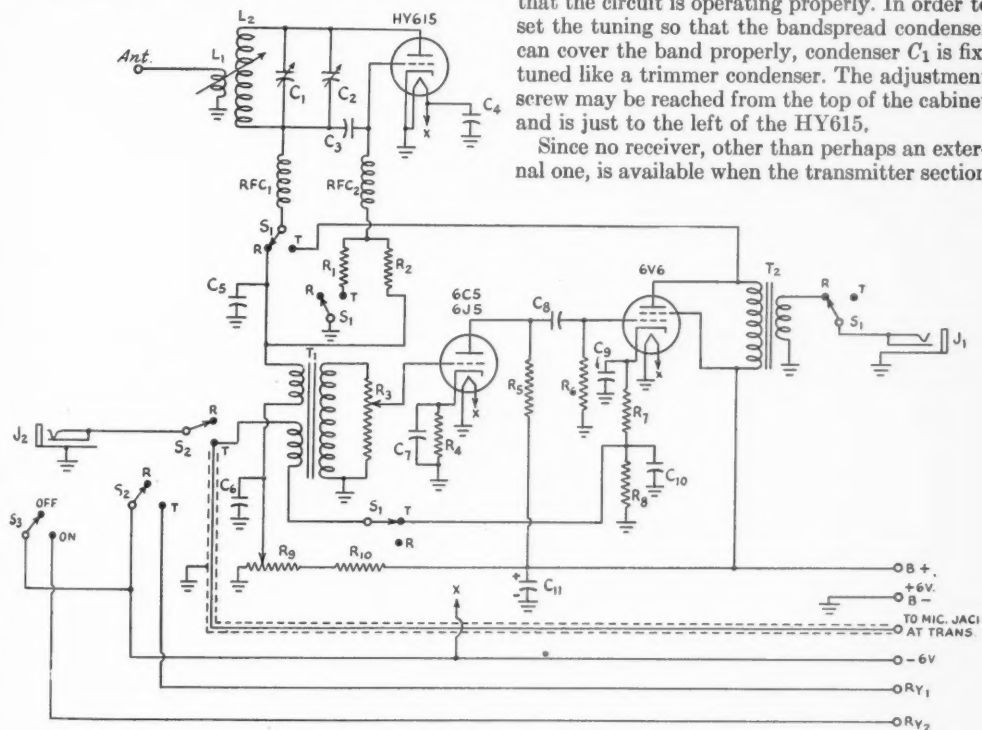 that the circuit is operating properly. In order to
set the tuning so that the bandspread condenser
can cover the band properly, condenser C1 is fix
tuned like a trimmer condenser. The adjustment
screw may be reached from the top of the cabinet
and is just to the left of the HY615.
Since no receiver, other than perhaps an exter-
nal one, is available when the transmitter section
L2
HY615
Ant.
L1
C1
C2
C4
X
C3
RFC1
RFC2
S1
R
T
R1
R2
C5
R
T
S1
6C5
6J5
C8
6V6
T2
R
T
S1
J1
T1
R3
X
R5
R6
C9
X
R7
C7
R4
J2
S2
R
T
C6
C10
R8
S1
T
R
S3
OFF
ON
S2
R
T
R9
R10
+
-
C11
X
B+.
+6V.
B-
TO MIC. JACK
AT TRANS.
-6V
RY1
RY2